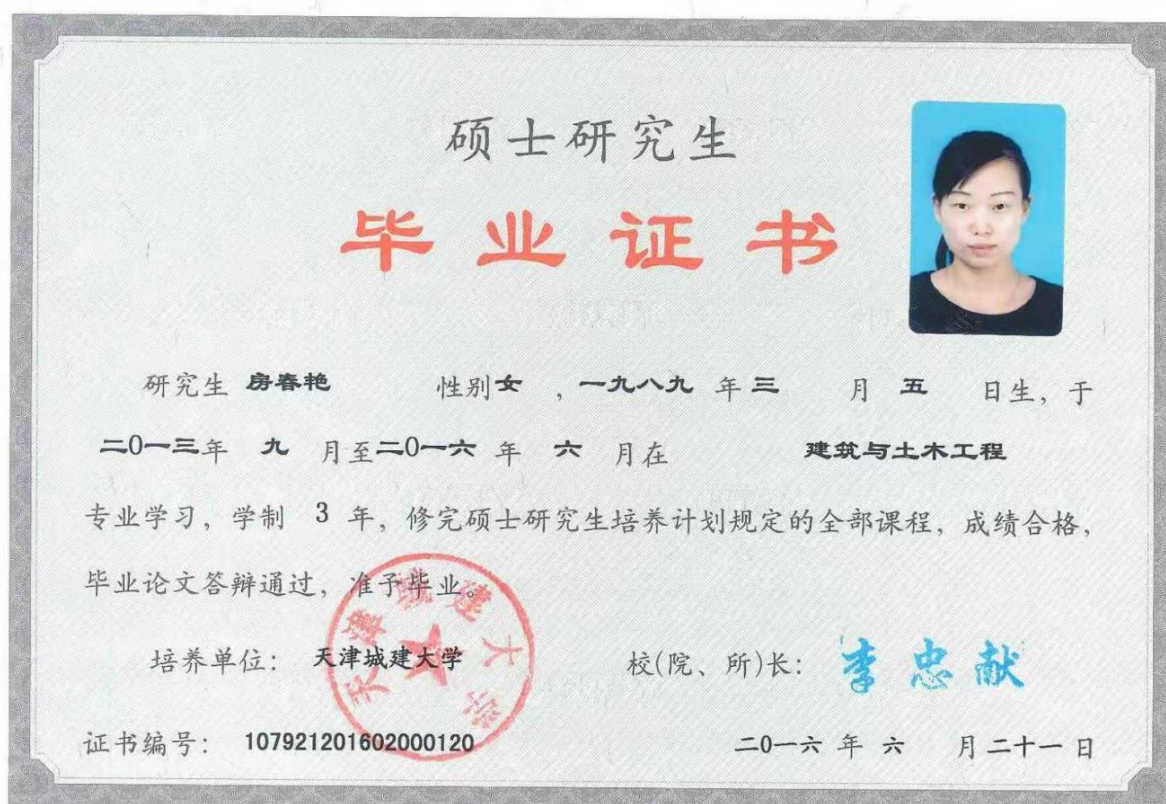 硕士研究生
毕业证书
研究生 房春艳 性别女 ，一九八九 年 三 月 五 日生，于
二0一三年 九 月至二0一六 年 六 月在 建筑与土木工程
专业学习，学制 3 年，修完硕士研究生培养计划规定的全部课程，成绩合格，
毕业论文答辩通过，准予毕业。
天津城建大学
培养单位： 天津城建大学 校(院、所)长： 李忠献
证书编号： 107921201602000120 二0一六 年 六 月 二十一 日